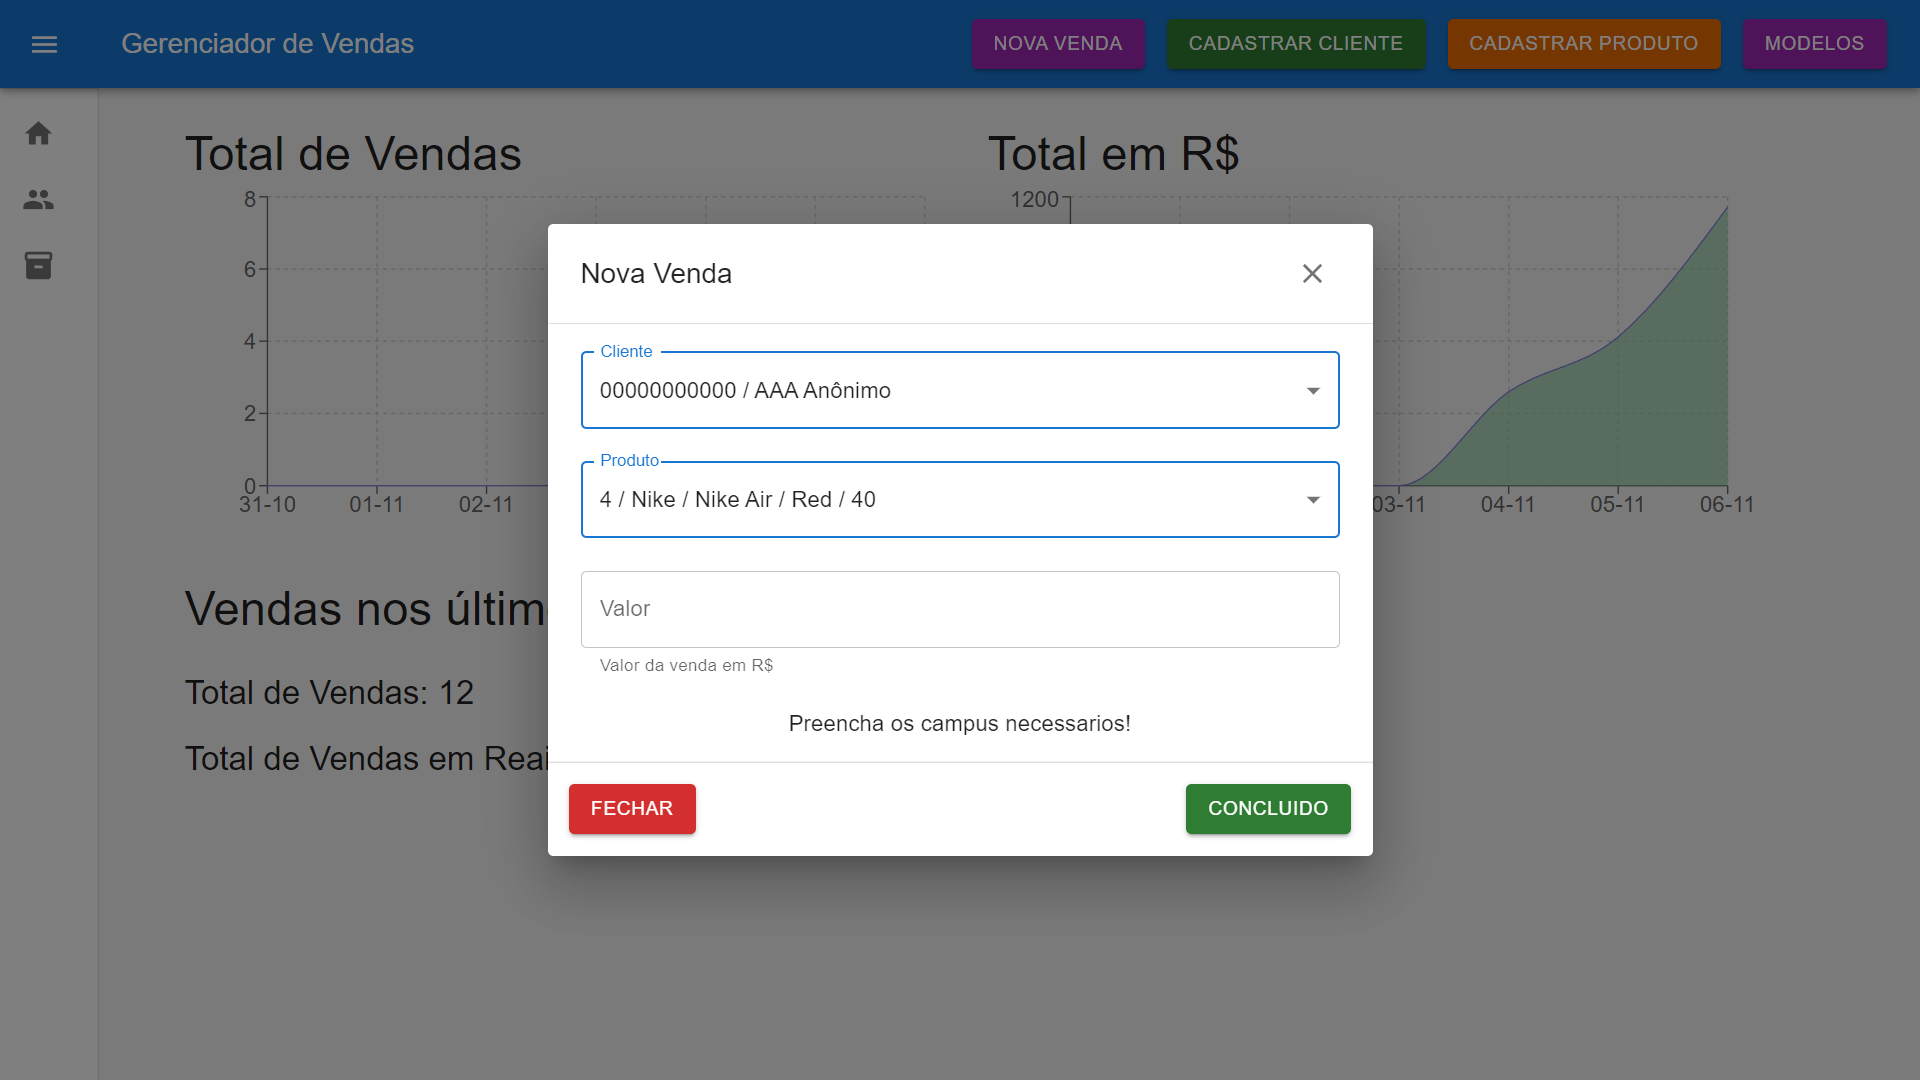 Gerenciador de Vendas
NOVA VENDA
CADASTRAR CLIENTE
CADASTRAR PRODUTO
MODELOS
Total de Vendas
8
6
4
2
0
31-10
01-11
02-11
Total em R$
1200
03-11
04-11
05-11
06-11
Vendas nos últim
Total de Vendas: 12
Total de Vendas em Reai
Nova Venda
Cliente
00000000000 / AAA Anônimo
Produto
4 / Nike / Nike Air / Red / 40
Valor
Valor da venda em R$
Preencha os campus necessarios!
FECHAR
CONCLUIDO